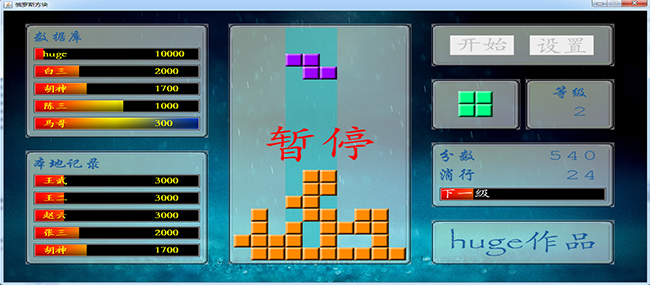 俄罗斯方块
数据库
huge 10000
白三 2000
胡神 1700
陈三 1000
马哥 300
本地记录
王武 3000
王二 3000
赵云 3000
张三 2000
胡神 1700
暂停
开始 设置
等级
2
分数 540
消行 24
下一级
huge作品